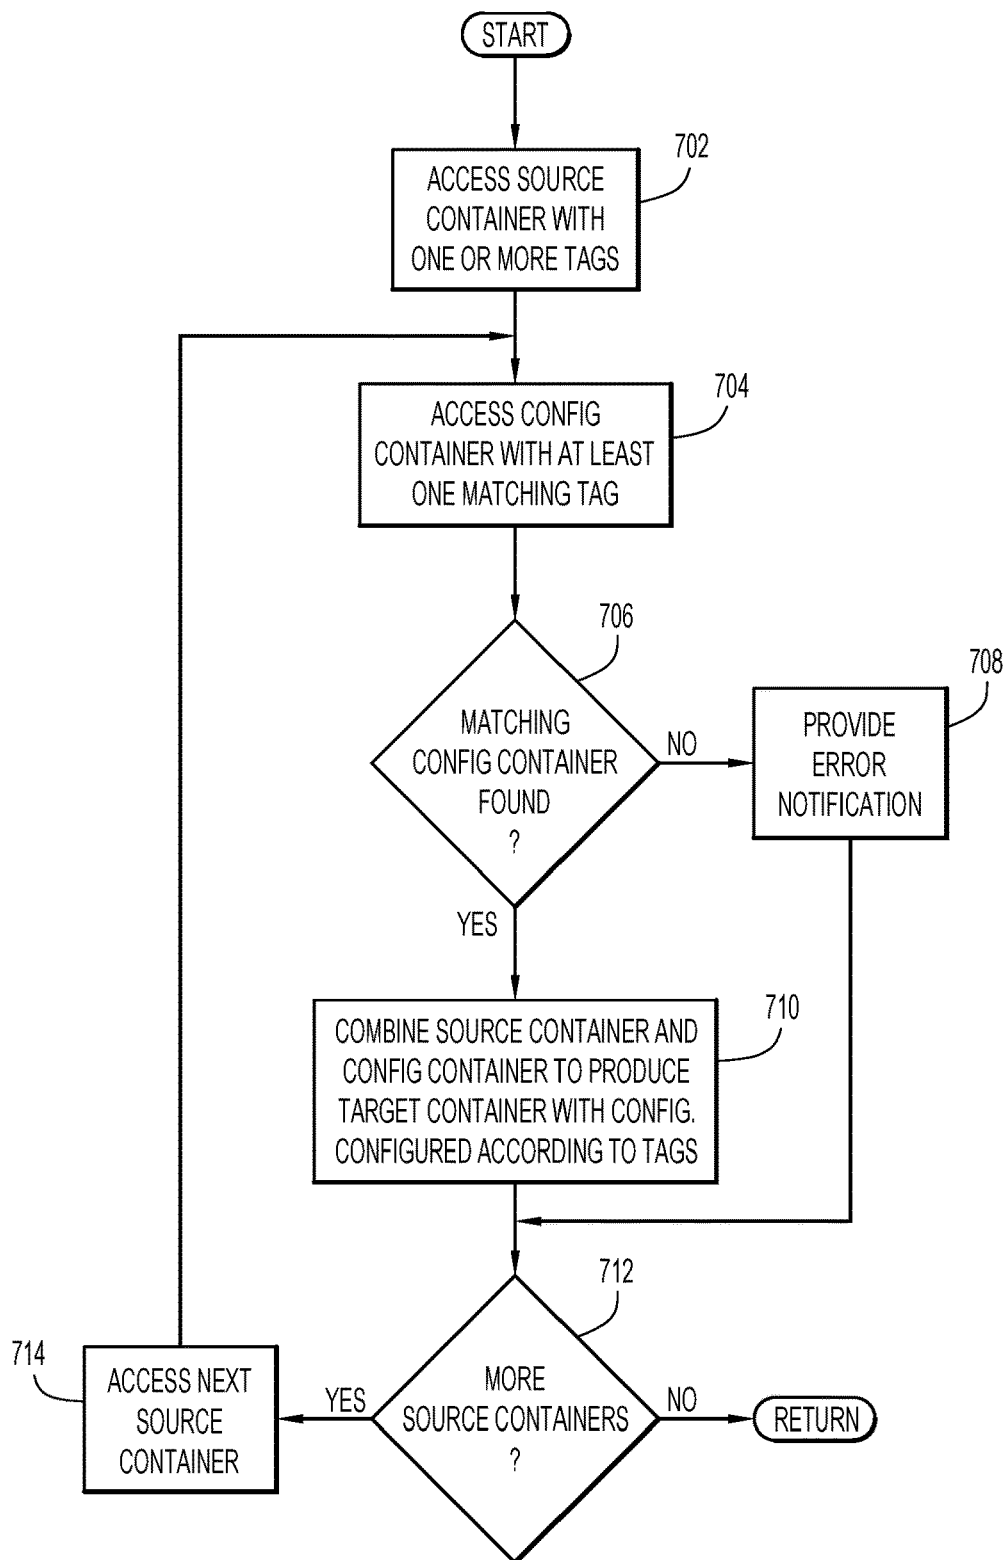 START
702
ACCESS SOURCE
CONTAINER WITH
ONE OR MORE TAGS
704
ACCESS CONFIG
CONTAINER WITH AT LEAST
ONE MATCHING TAG
706
MATCHING
CONFIG CONTAINER
FOUND
?
NO
708
PROVIDE
ERROR
NOTIFICATION
YES
710
COMBINE SOURCE CONTAINER AND
CONFIG CONTAINER TO PRODUCE
TARGET CONTAINER WITH CONFIG.
CONFIGURED ACCORDING TO TAGS
712
MORE
SOURCE CONTAINERS
?
YES
714
ACCESS NEXT
SOURCE
CONTAINER
NO
RETURN